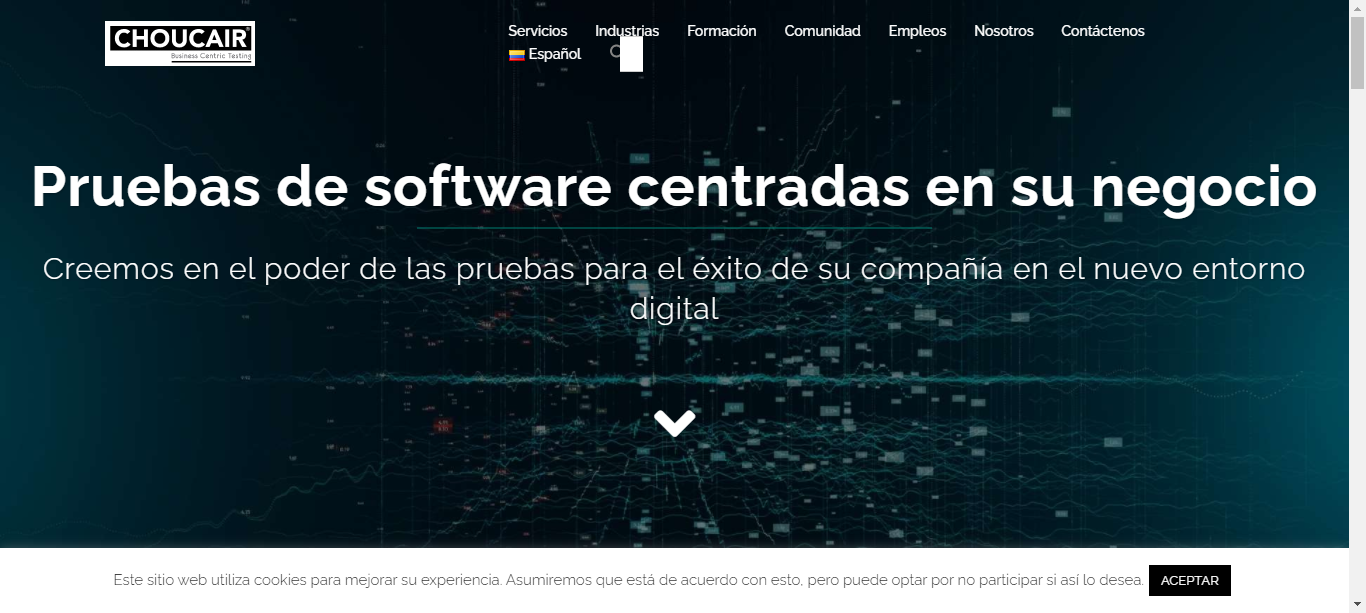 CHOUCAIR
Business Centric Testing
Servicios Industrias Formación Comunidad Empleos Nosotros Contáctenos
Español
Pruebas de software centradas en su negocio
Creemos en el poder de las pruebas para el éxito de su compañía en el nuevo entorno
digital
Este sitio web utiliza cookies para mejorar su experiencia. Asumiremos que está de acuerdo con esto, pero puede optar por no participar si así lo desea. ACEPTAR